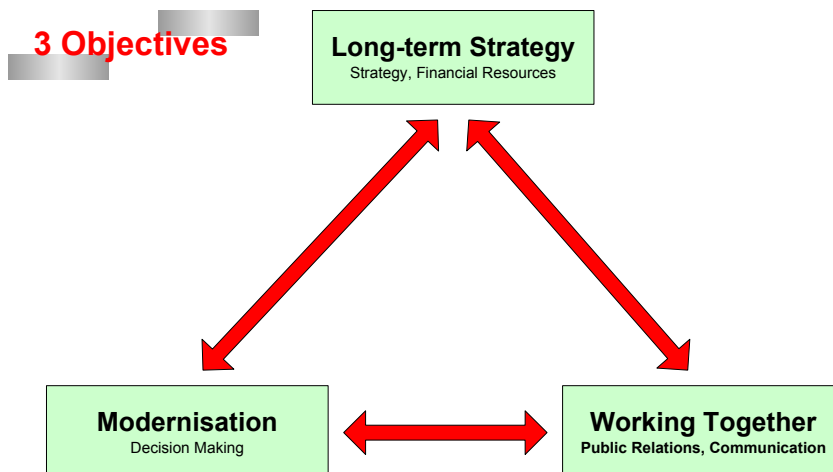 3 Objectives
Long-term Strategy
Strategy, Financial Resources
Modernisation
Decision Making
Working Together
Public Relations, Communication